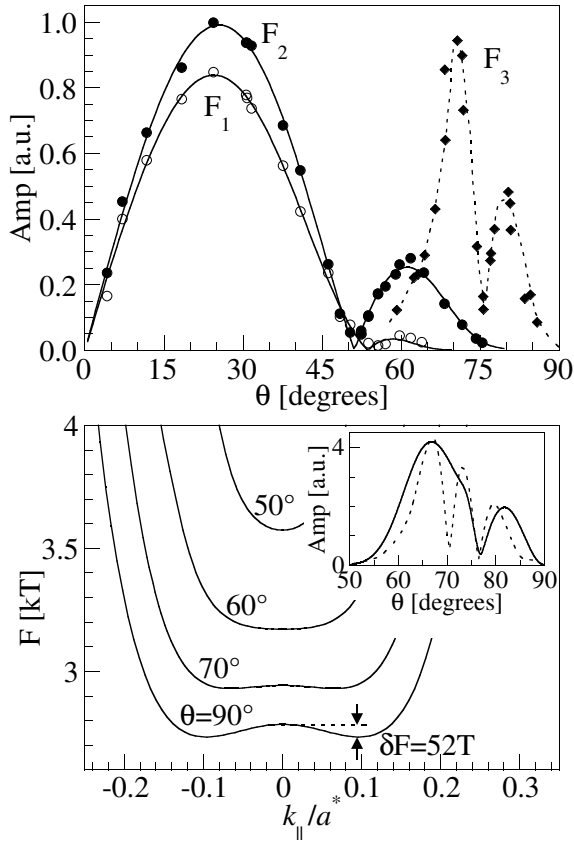 1.0
0.8
0.6
0.4
0.2
0.0
Amp [a.u.]
F2
F1
F3
0 15 30 45 60 75 90
θ [degrees]
4
3.5
3
F [kT]
50°
60°
70°
θ=90°
δF=52T
-0.2 -0.1 0 0.1 0.2 0.3
k||/a*
4
0
Amp [a.u.]
50 60 70 80 90
θ [degrees]